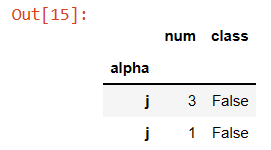 Out[15]:
num class
alpha
j 3 False
j 1 False